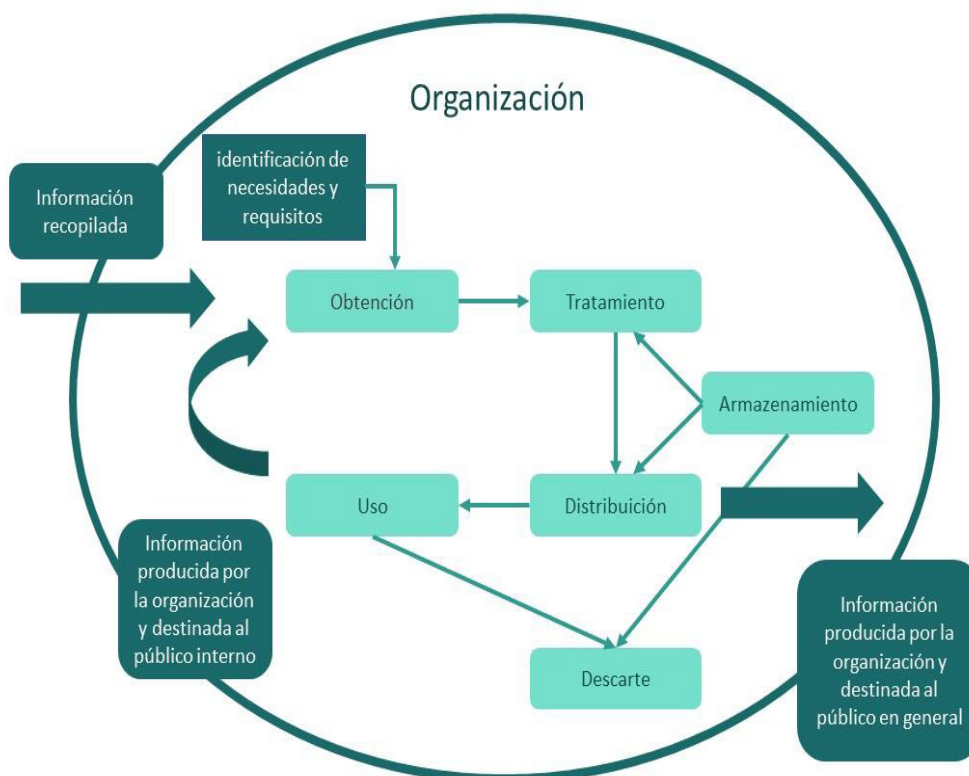 Organización
identificación de
necesidades y
requisitos
Información
recopilada
Obtención
Tratamiento
Armazenamiento
Uso
Distribuición
Información
producida por
la organización
y destinada al
público interno
Información
producida por la
organización y
destinada al
público en general
Descarte